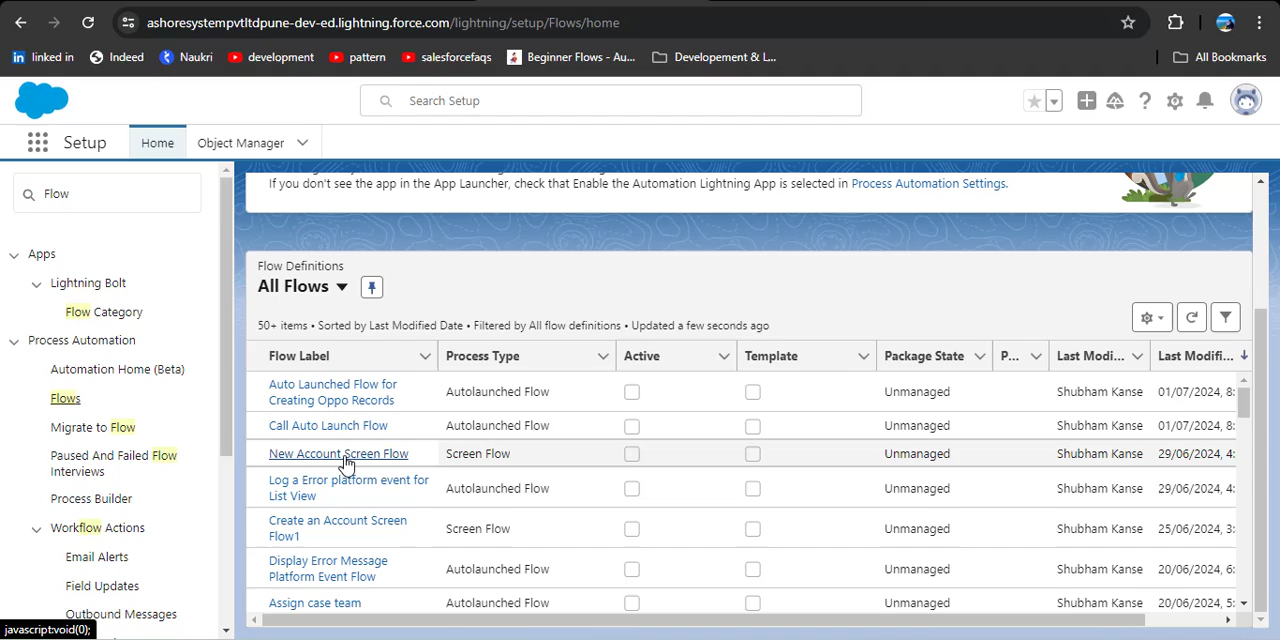 ashoresystempvtltdpune-dev-ed.lightning.force.com/lightning/setup/Flows/home
linked in Indeed Naukri development pattern salesforcefaqs Beginner Flows - Au... Developement & L... All Bookmarks
Search Setup
Setup Home Object Manager
Flow
Apps
Lightning Bolt
Flow Category
Process Automation
Automation Home (Beta)
Flows
Migrate to Flow
Paused And Failed Flow
Interviews
Process Builder
Workflow Actions
Email Alerts
Field Updates
Outbound Messages
javascript:void(0);
If you don't see the app in the App Launcher, check that Enable the Automation Lightning App is selected in Process Automation Settings.
Flow Definitions
All Flows
50+ items • Sorted by Last Modified Date • Filtered by All flow definitions • Updated a few seconds ago
Flow Label Process Type Active Template Package State P... Last Modi... Last Modifi...
Auto Launched Flow for
Creating Oppo Records Autolaunched Flow Unmanaged Shubham Kanse 01/07/2024, 8:
Call Auto Launch Flow Autolaunched Flow Unmanaged Shubham Kanse 01/07/2024, 8:
New Account Screen Flow Screen Flow Unmanaged Shubham Kanse 29/06/2024, 4:
Log a Error platform event for
List View Autolaunched Flow Unmanaged Shubham Kanse 29/06/2024, 4:
Create an Account Screen
Flow1 Screen Flow Unmanaged Shubham Kanse 25/06/2024, 3:
Display Error Message
Platform Event Flow Autolaunched Flow Unmanaged Shubham Kanse 20/06/2024, 6:
Assign case team Autolaunched Flow Unmanaged Shubham Kanse 20/06/2024, 5: